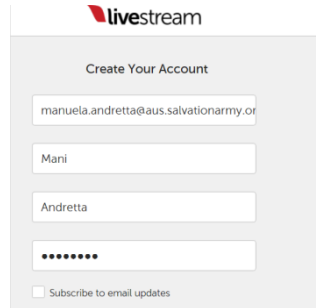 livestream
Create Your Account
manuela.andretta@aus.salvationarmy.or
Mani
Andretta
••••••••
Subscribe to email updates